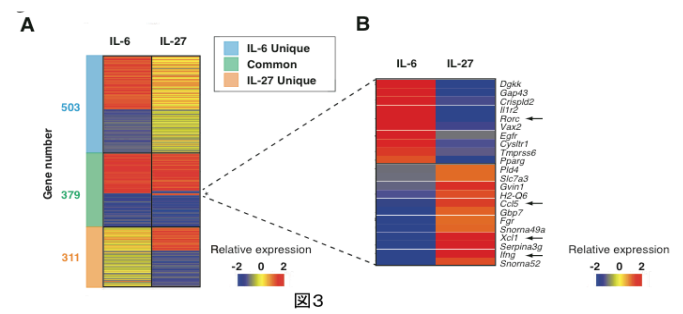 A
B
IL-6 IL-27
IL-6 Unique
Common
IL-27 Unique
IL-6 IL-27
503
379
311
Gene number
Dgkk
Gap43
Crispld2
Il1r2
Rorc
Vax2
Egfr
Cysltr1
Tmprss6
Pparg
Pld4
Slc7a3
Gvin1
H2-Q6
Ccl5
Gbp7
Fgr
Snorna49a
Xcl1
Serpina3g
Ifng
Snorna52
Relative expression
-2 0 2
Relative expression
-2 0 2
図3